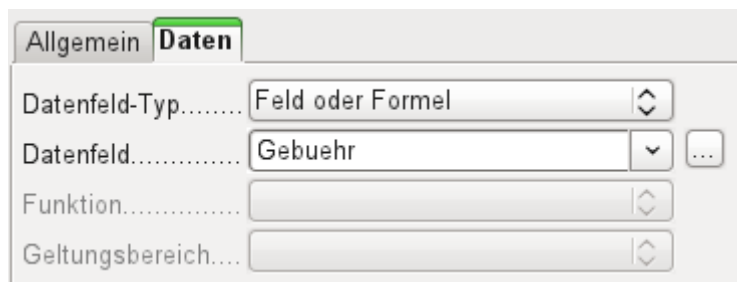 Allgemein Daten
Datenfeld-Typ........ Feld oder Formel
Datenfeld.............. Gebuehr ...
Funktion...............
Geltungsbereich....